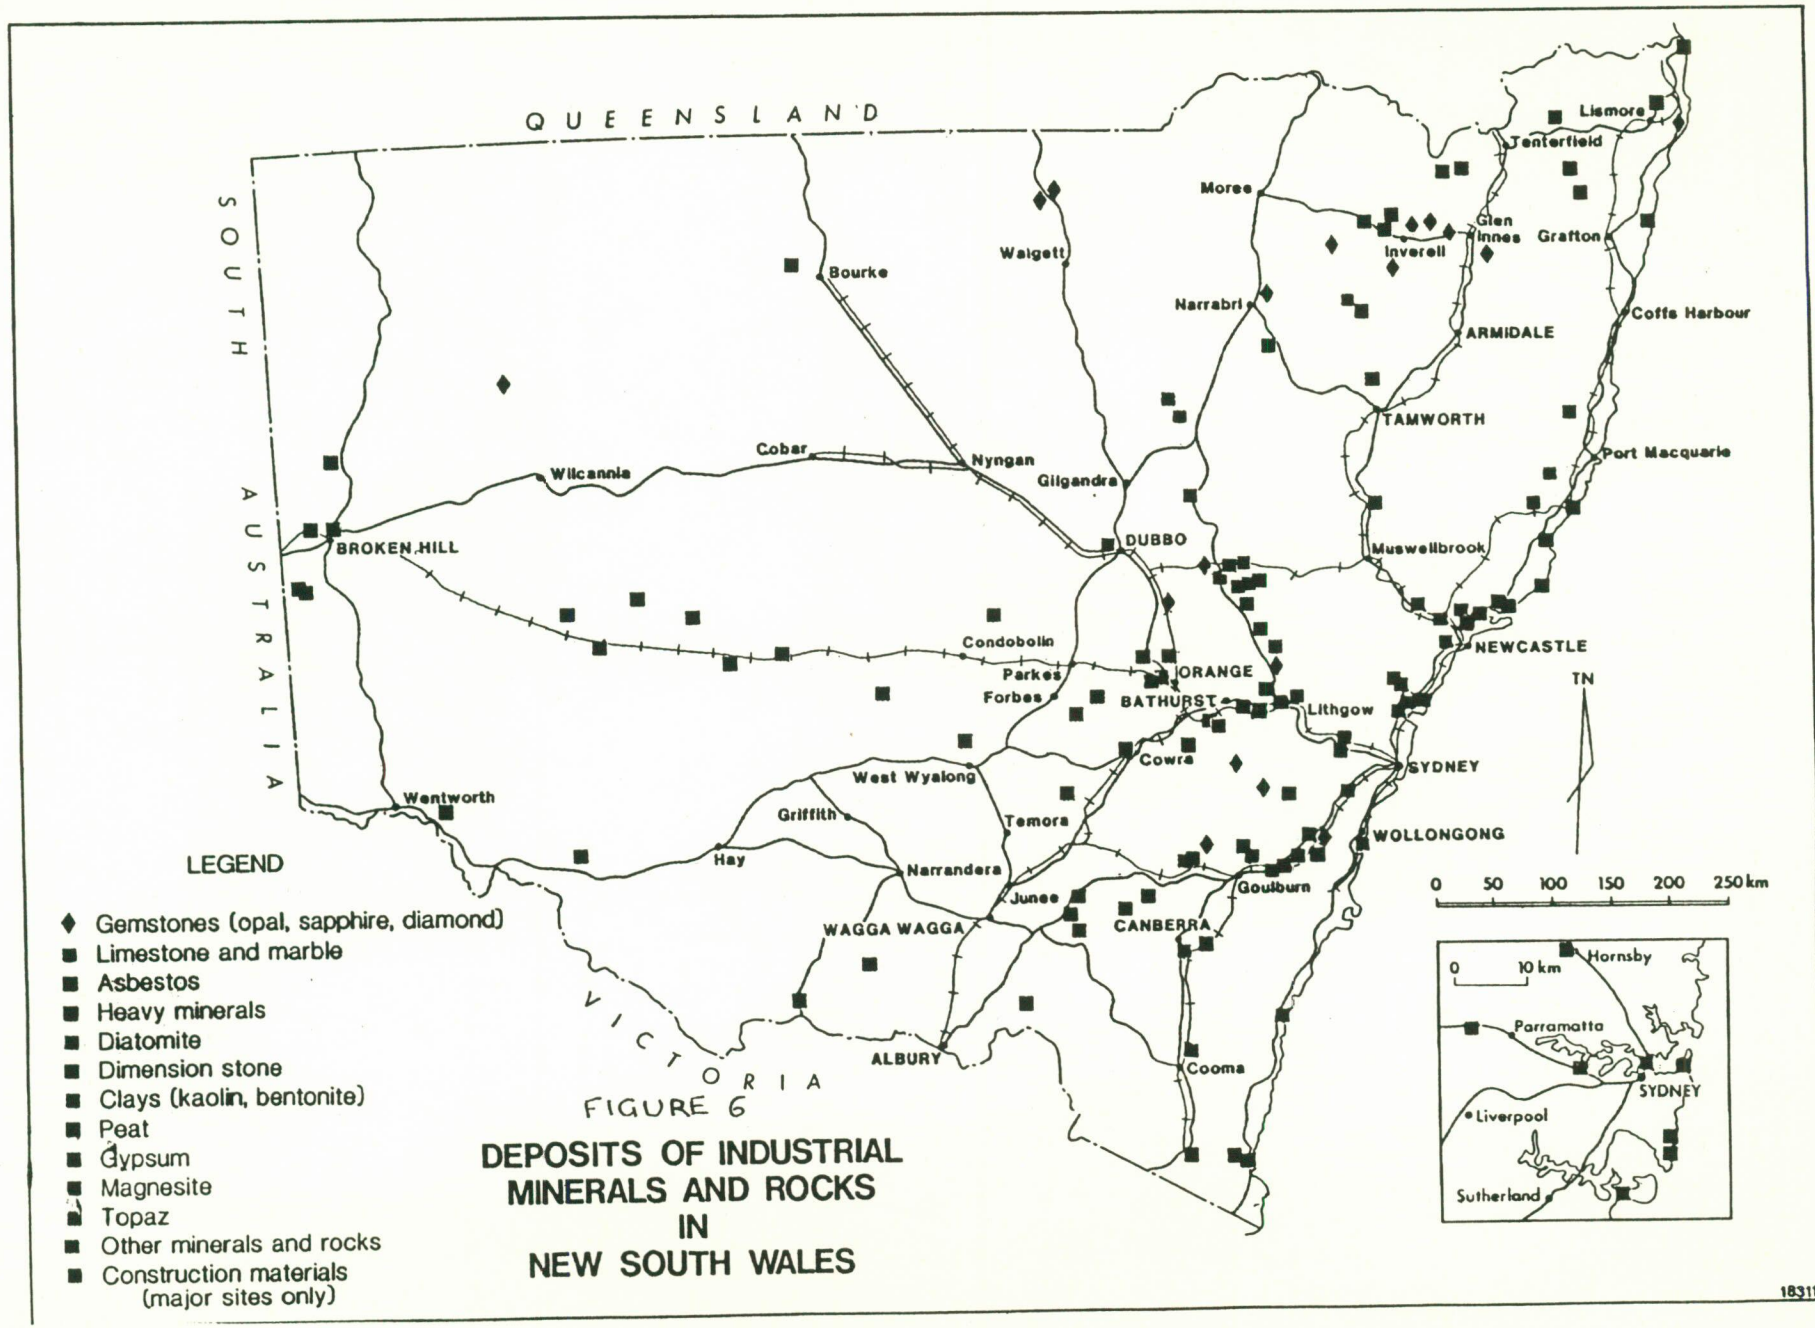 QUEENSLAND
SOUTH AUSTRALIA
VICTORIA
Lismore
Tenterfield
Moree
Glen
Innes
Inverell
Grafton
Walgett
Bourke
Narrabri
Coffs Harbour
ARMIDALE
TAMWORTH
Port Macquarie
Cobar
Nyngan
Wilcannia
Gilgandra
BROKEN HILL
DUBBO
Muswellbrook
Condobolin
Parkes
Forbes
ORANGE
BATHURST
Lithgow
NEWCASTLE
TN
Cowra
SYDNEY
West Wyalong
Wentworth
Griffith
Temora
WOLLONGONG
Hay
Narrandera
Junee
Goulburn
WAGGA WAGGA
CANBERRA
ALBURY
Cooma
0 50 100 150 200 250 km
0 10 km
Hornsby
Parramatta
SYDNEY
Liverpool
Sutherland
LEGEND
Gemstones (opal, sapphire, diamond)
Limestone and marble
Asbestos
Heavy minerals
Diatomite
Dimension stone
Clays (kaolin, bentonite)
Peat
Gypsum
Magnesite
Topaz
Other minerals and rocks
Construction materials
(major sites only)
FIGURE 6
DEPOSITS OF INDUSTRIAL
MINERALS AND ROCKS
IN
NEW SOUTH WALES